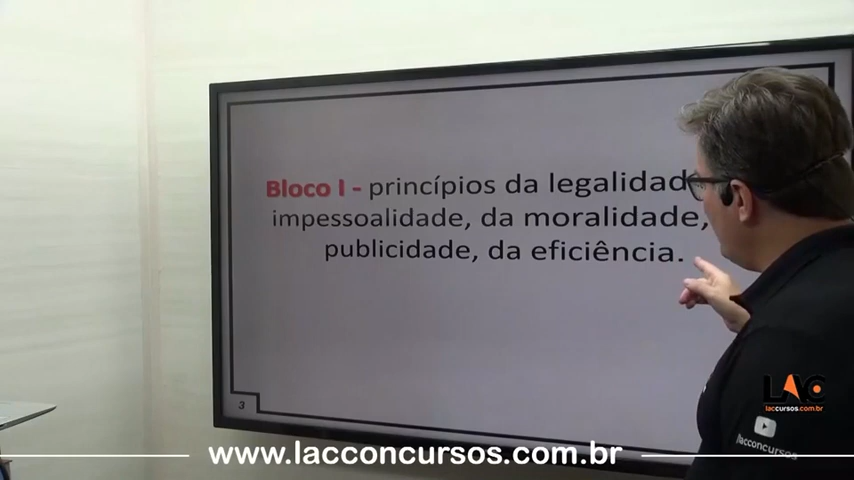 Bloco I - princípios da legalidad
impessoalidade, da moralidade,
publicidade, da eficiência.
3
LAC
laccursos.com.br
/lacconcursos
www.lacconcursos.com.br